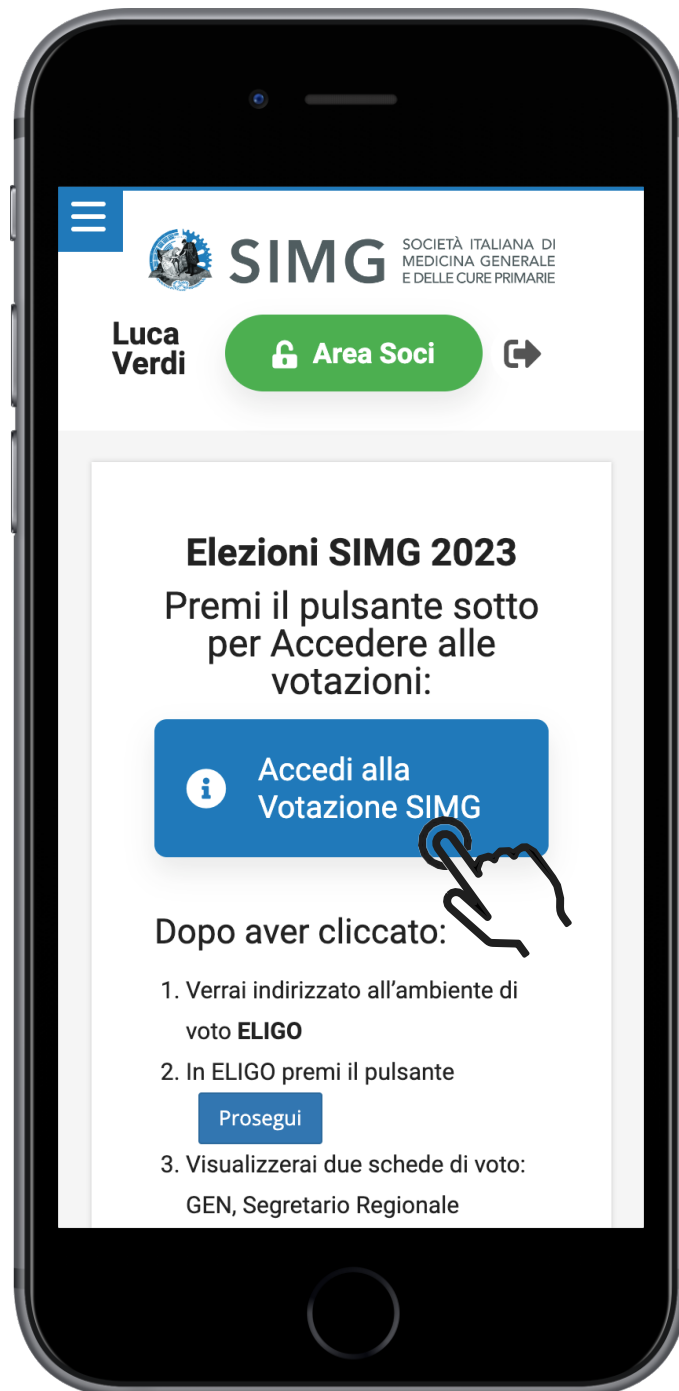 SIMG
SOCIETÀ ITALIANA DI
MEDICINA GENERALE
E DELLE CURE PRIMARIE
Luca
Verdi
Area Soci
Elezioni SIMG 2023
Premi il pulsante sotto
per Accedere alle
votazioni:
Accedi alla
Votazione SIMG
Dopo aver cliccato:
1. Verrai indirizzato all’ambiente di
voto ELIGO
2. In ELIGO premi il pulsante
Prosegui
3. Visualizzerai due schede di voto:
GEN, Segretario Regionale